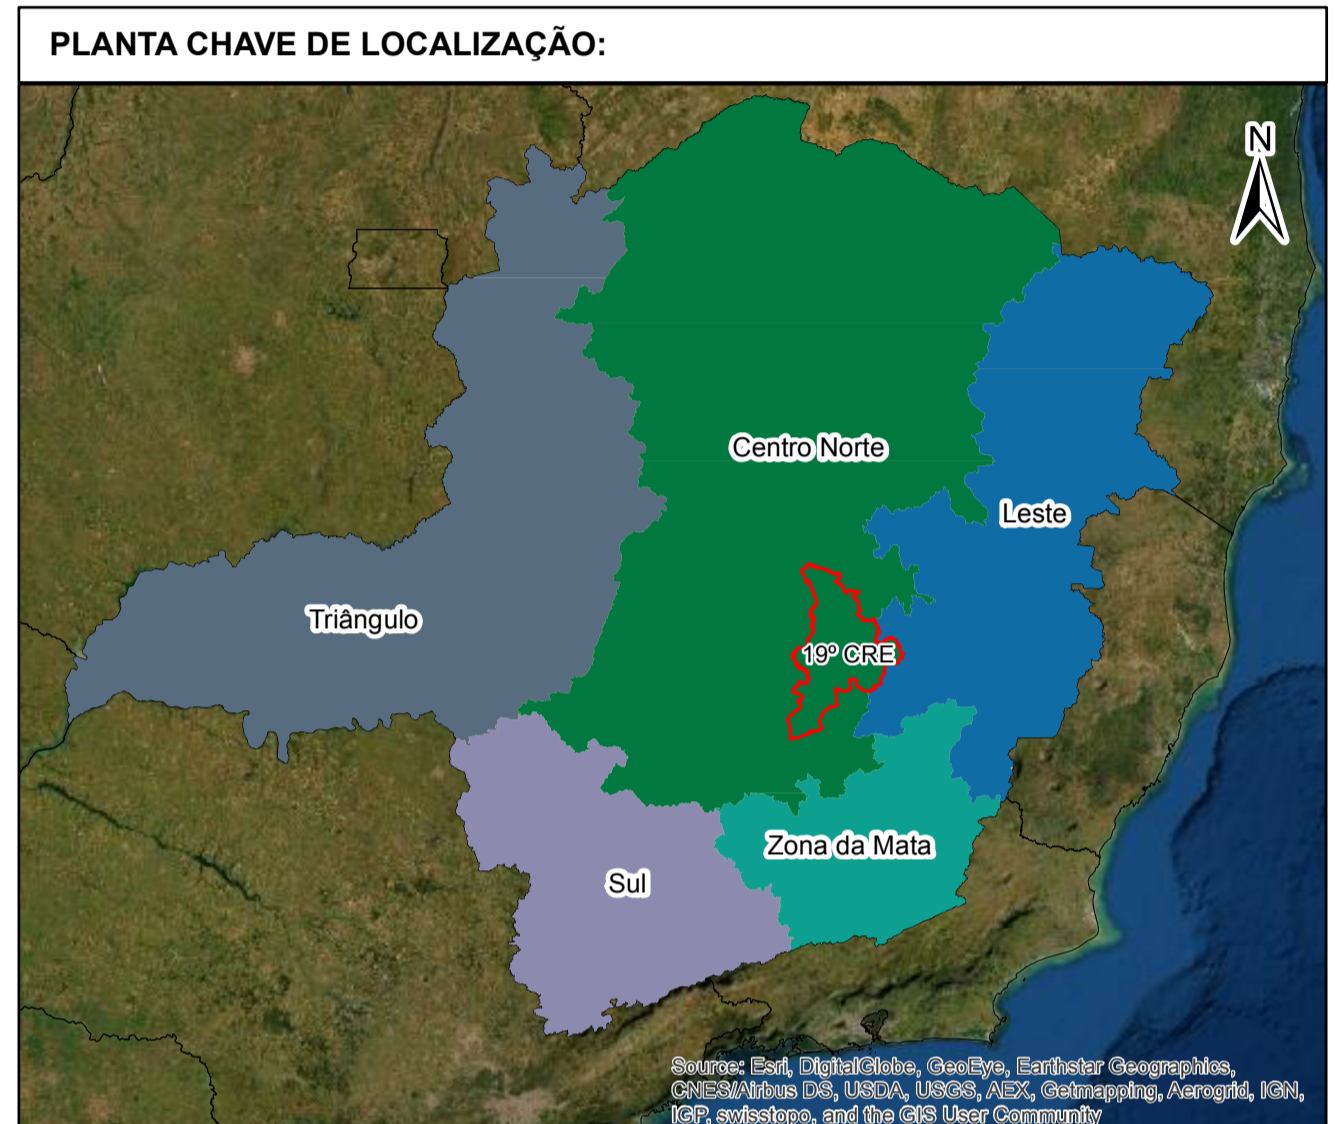 PLANTA CHAVE DE LOCALIZAÇÃO:
N
Centro Norte
Leste
Triângulo
19º CRE
Zona da Mata
Sul
Source: Esri, DigitalGlobe, GeoEye, Earthstar Geographics,
CNES/Airbus DS, USDA, USGS, AEX, Getmapping, Aerogrid, IGN,
IGP, swisstopo, and the GIS User Community